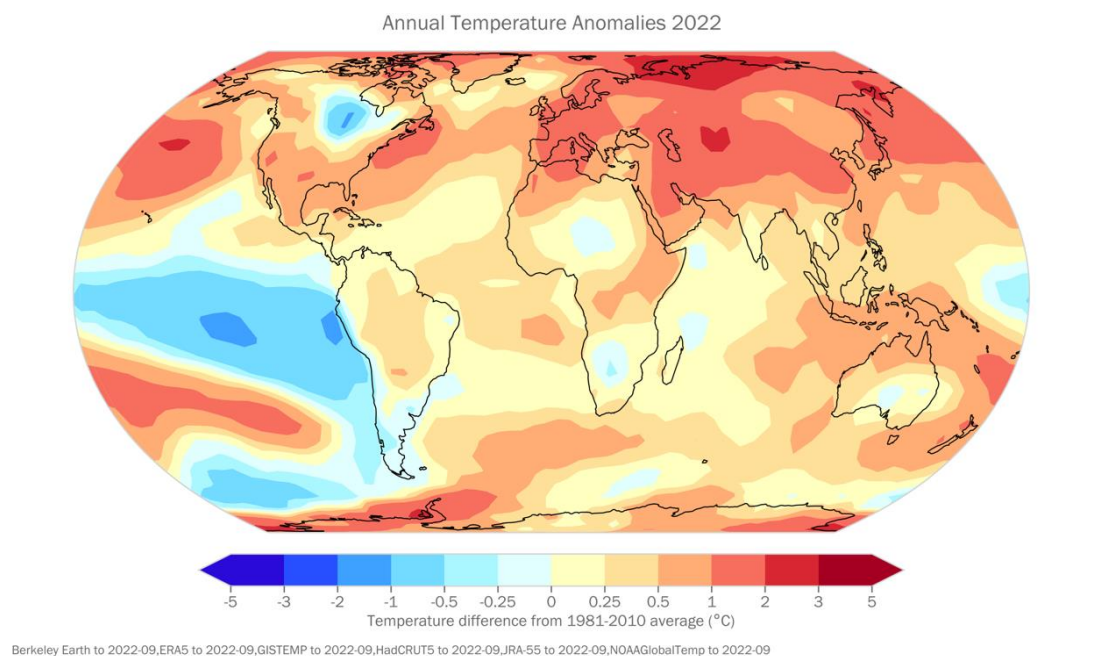 Annual Temperature Anomalies 2022
-5 -3 -2 -1 -0.5 -0.25 0 0.25 0.5 1 2 3 5
Temperature difference from 1981-2010 average (°C)
Berkeley Earth to 2022-09,ERA5 to 2022-09,GISTEMP to 2022-09,HadCRUT5 to 2022-09,JRA-55 to 2022-09,NOAAGlobalTemp to 2022-09